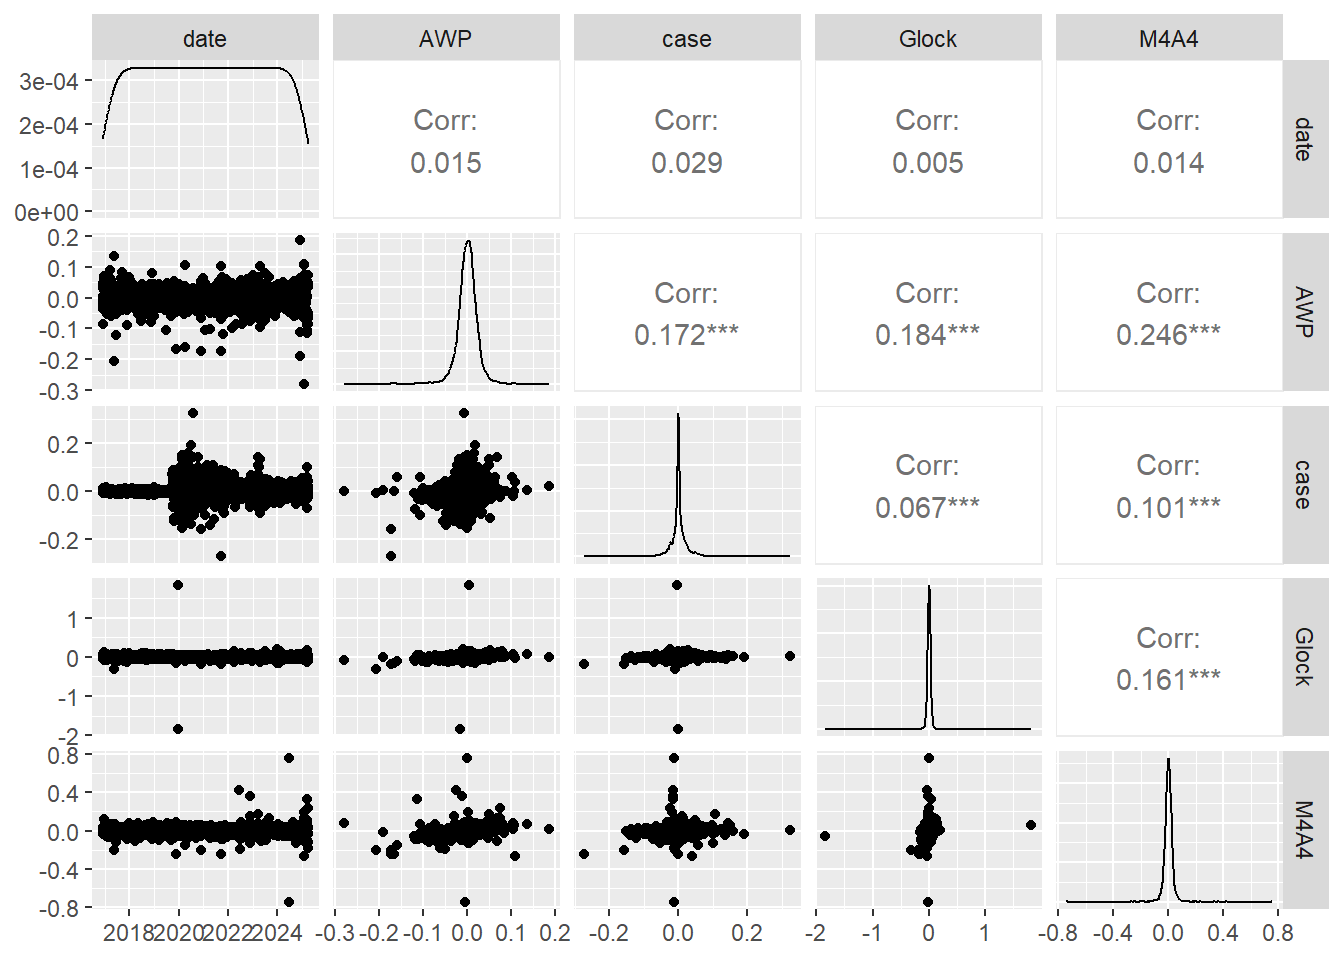 date AWP case Glock M4A4
3e-04
2e-04
1e-04
0e+00
Corr:
0.015
Corr:
0.029
Corr:
0.005
Corr:
0.014
date
0.2
0.1
0.0
-0.1
-0.2
-0.3
Corr:
0.172***
Corr:
0.184***
Corr:
0.246***
AWP
0.2
0.0
-0.2
Corr:
0.067***
Corr:
0.101***
case
1
0
-1
-2
Corr:
0.161***
Glock
0.8
0.4
0.0
-0.4
-0.8
M4A4
2018 2020 2022 2024 -0.3 -0.2 -0.1 0.0 0.1 0.2 -0.2 0.0 0.2 -2 -1 0 1 -0.8 -0.4 0.0 0.4 0.8